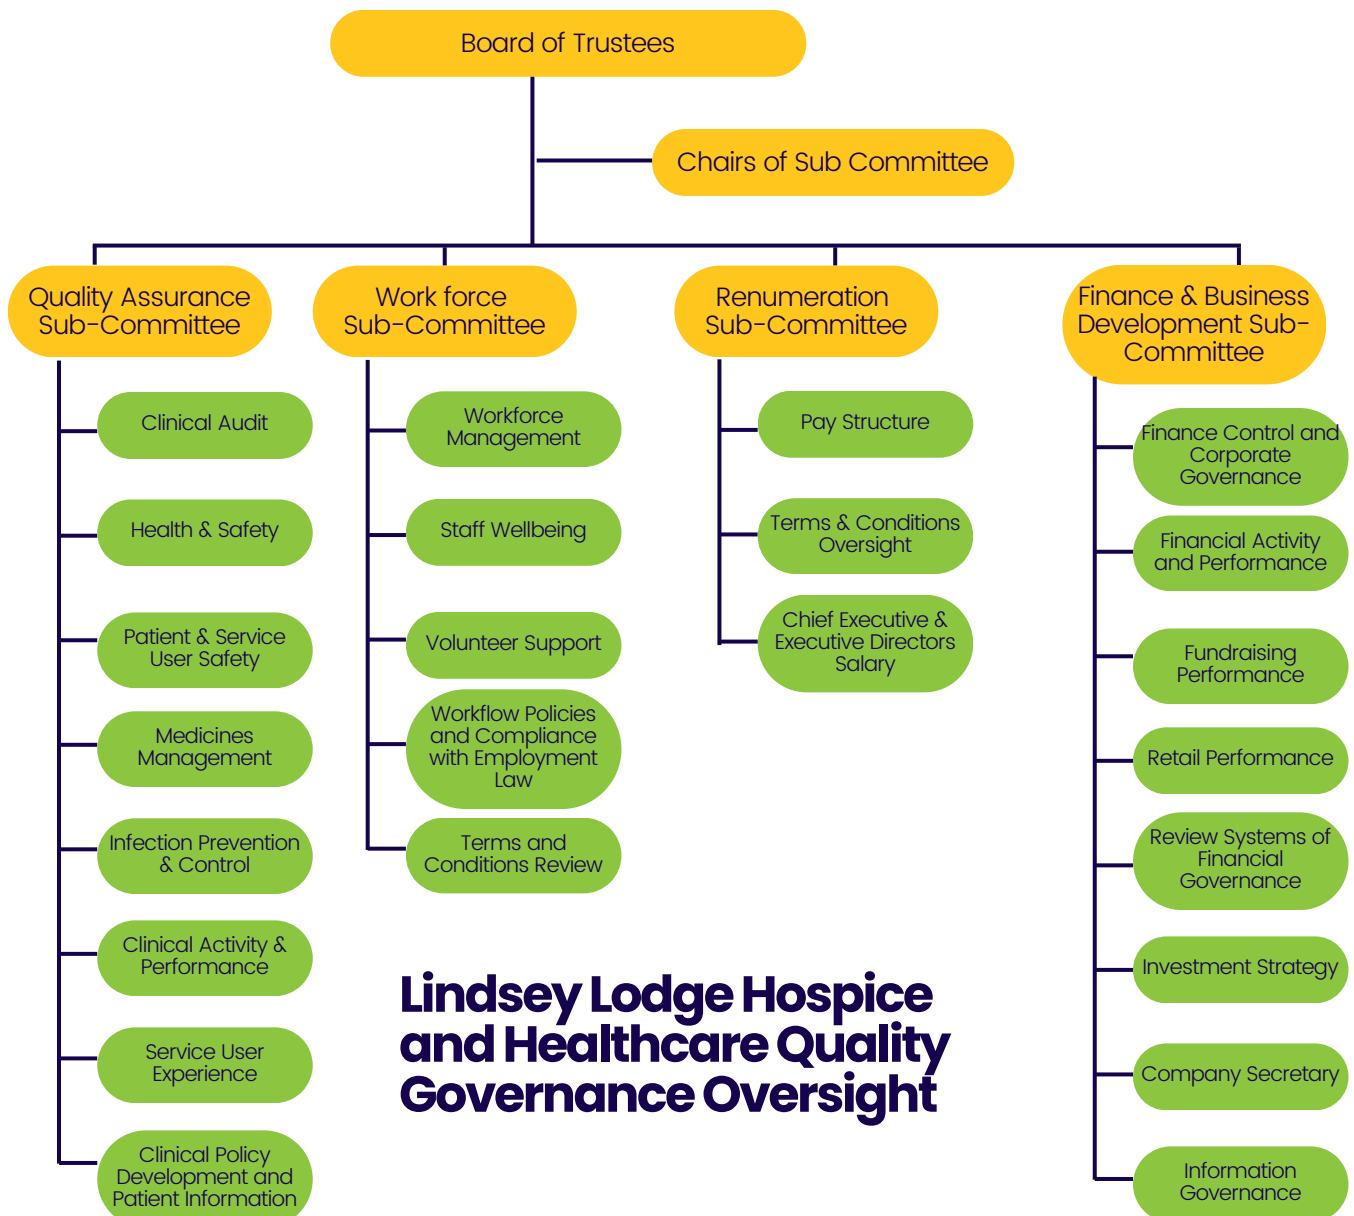 Board of Trustees
Chairs of Sub Committee
Quality Assurance
Sub-Committee
Work force
Sub-Committee
Renumeration
Sub-Committee
Finance & Business
Development Sub-
Committee
Clinical Audit
Health & Safety
Patient & Service
User Safety
Medicines
Management
Infection Prevention
& Control
Clinical Activity &
Performance
Service User
Experience
Clinical Policy
Development and
Patient Information
Workforce
Management
Staff Wellbeing
Volunteer Support
Workflow Policies
and Compliance
with Employment
Law
Terms and
Conditions Review
Pay Structure
Terms & Conditions
Oversight
Chief Executive &
Executive Directors
Salary
Finance Control and
Corporate
Governance
Financial Activity
and Performance
Fundraising
Performance
Retail Performance
Review Systems of
Financial
Governance
Investment Strategy
Company Secretary
Information
Governance
Lindsey Lodge Hospice
and Healthcare Quality
Governance Oversight